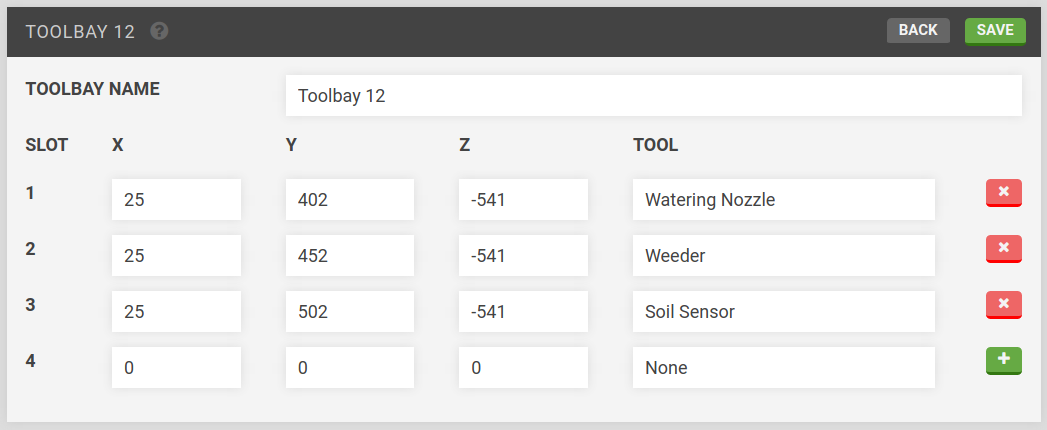 TOOLBAY 12 ? BACK SAVE
TOOLBAY NAME Toolbay 12
SLOT X Y Z TOOL
1 25 402 -541 Watering Nozzle
2 25 452 -541 Weeder
3 25 502 -541 Soil Sensor
4 0 0 0 None